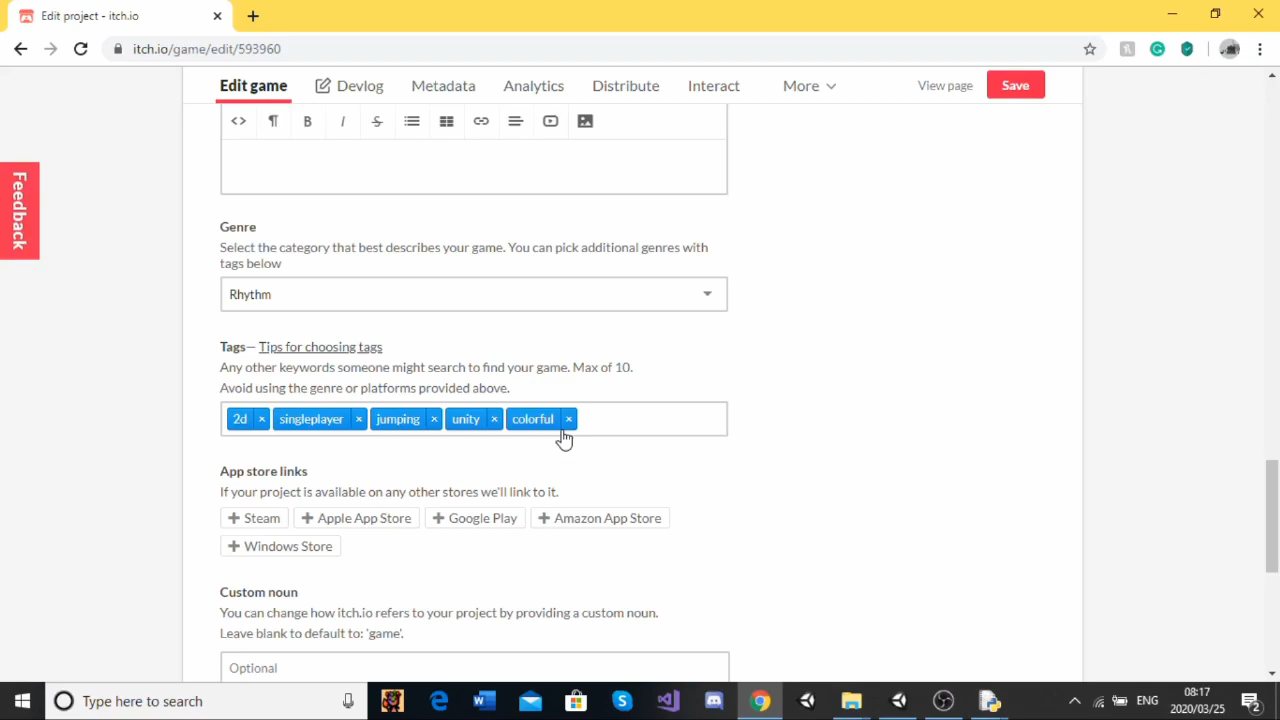 Edit project - itch.io
itch.io/game/edit/593960
Edit game Devlog Metadata Analytics Distribute Interact More View page Save
B I S
Feedback
Genre
Select the category that best describes your game. You can pick additional genres with
tags below
Rhythm
Tags— Tips for choosing tags
Any other keywords someone might search to find your game. Max of 10.
Avoid using the genre or platforms provided above.
2d × singleplayer × jumping × unity × colorful ×
App store links
If your project is available on any other stores we'll link to it.
+ Steam + Apple App Store + Google Play + Amazon App Store
+ Windows Store
Custom noun
You can change how itch.io refers to your project by providing a custom noun.
Leave blank to default to: 'game'.
Optional
Type here to search
ENG
08:17
2020/03/25
2